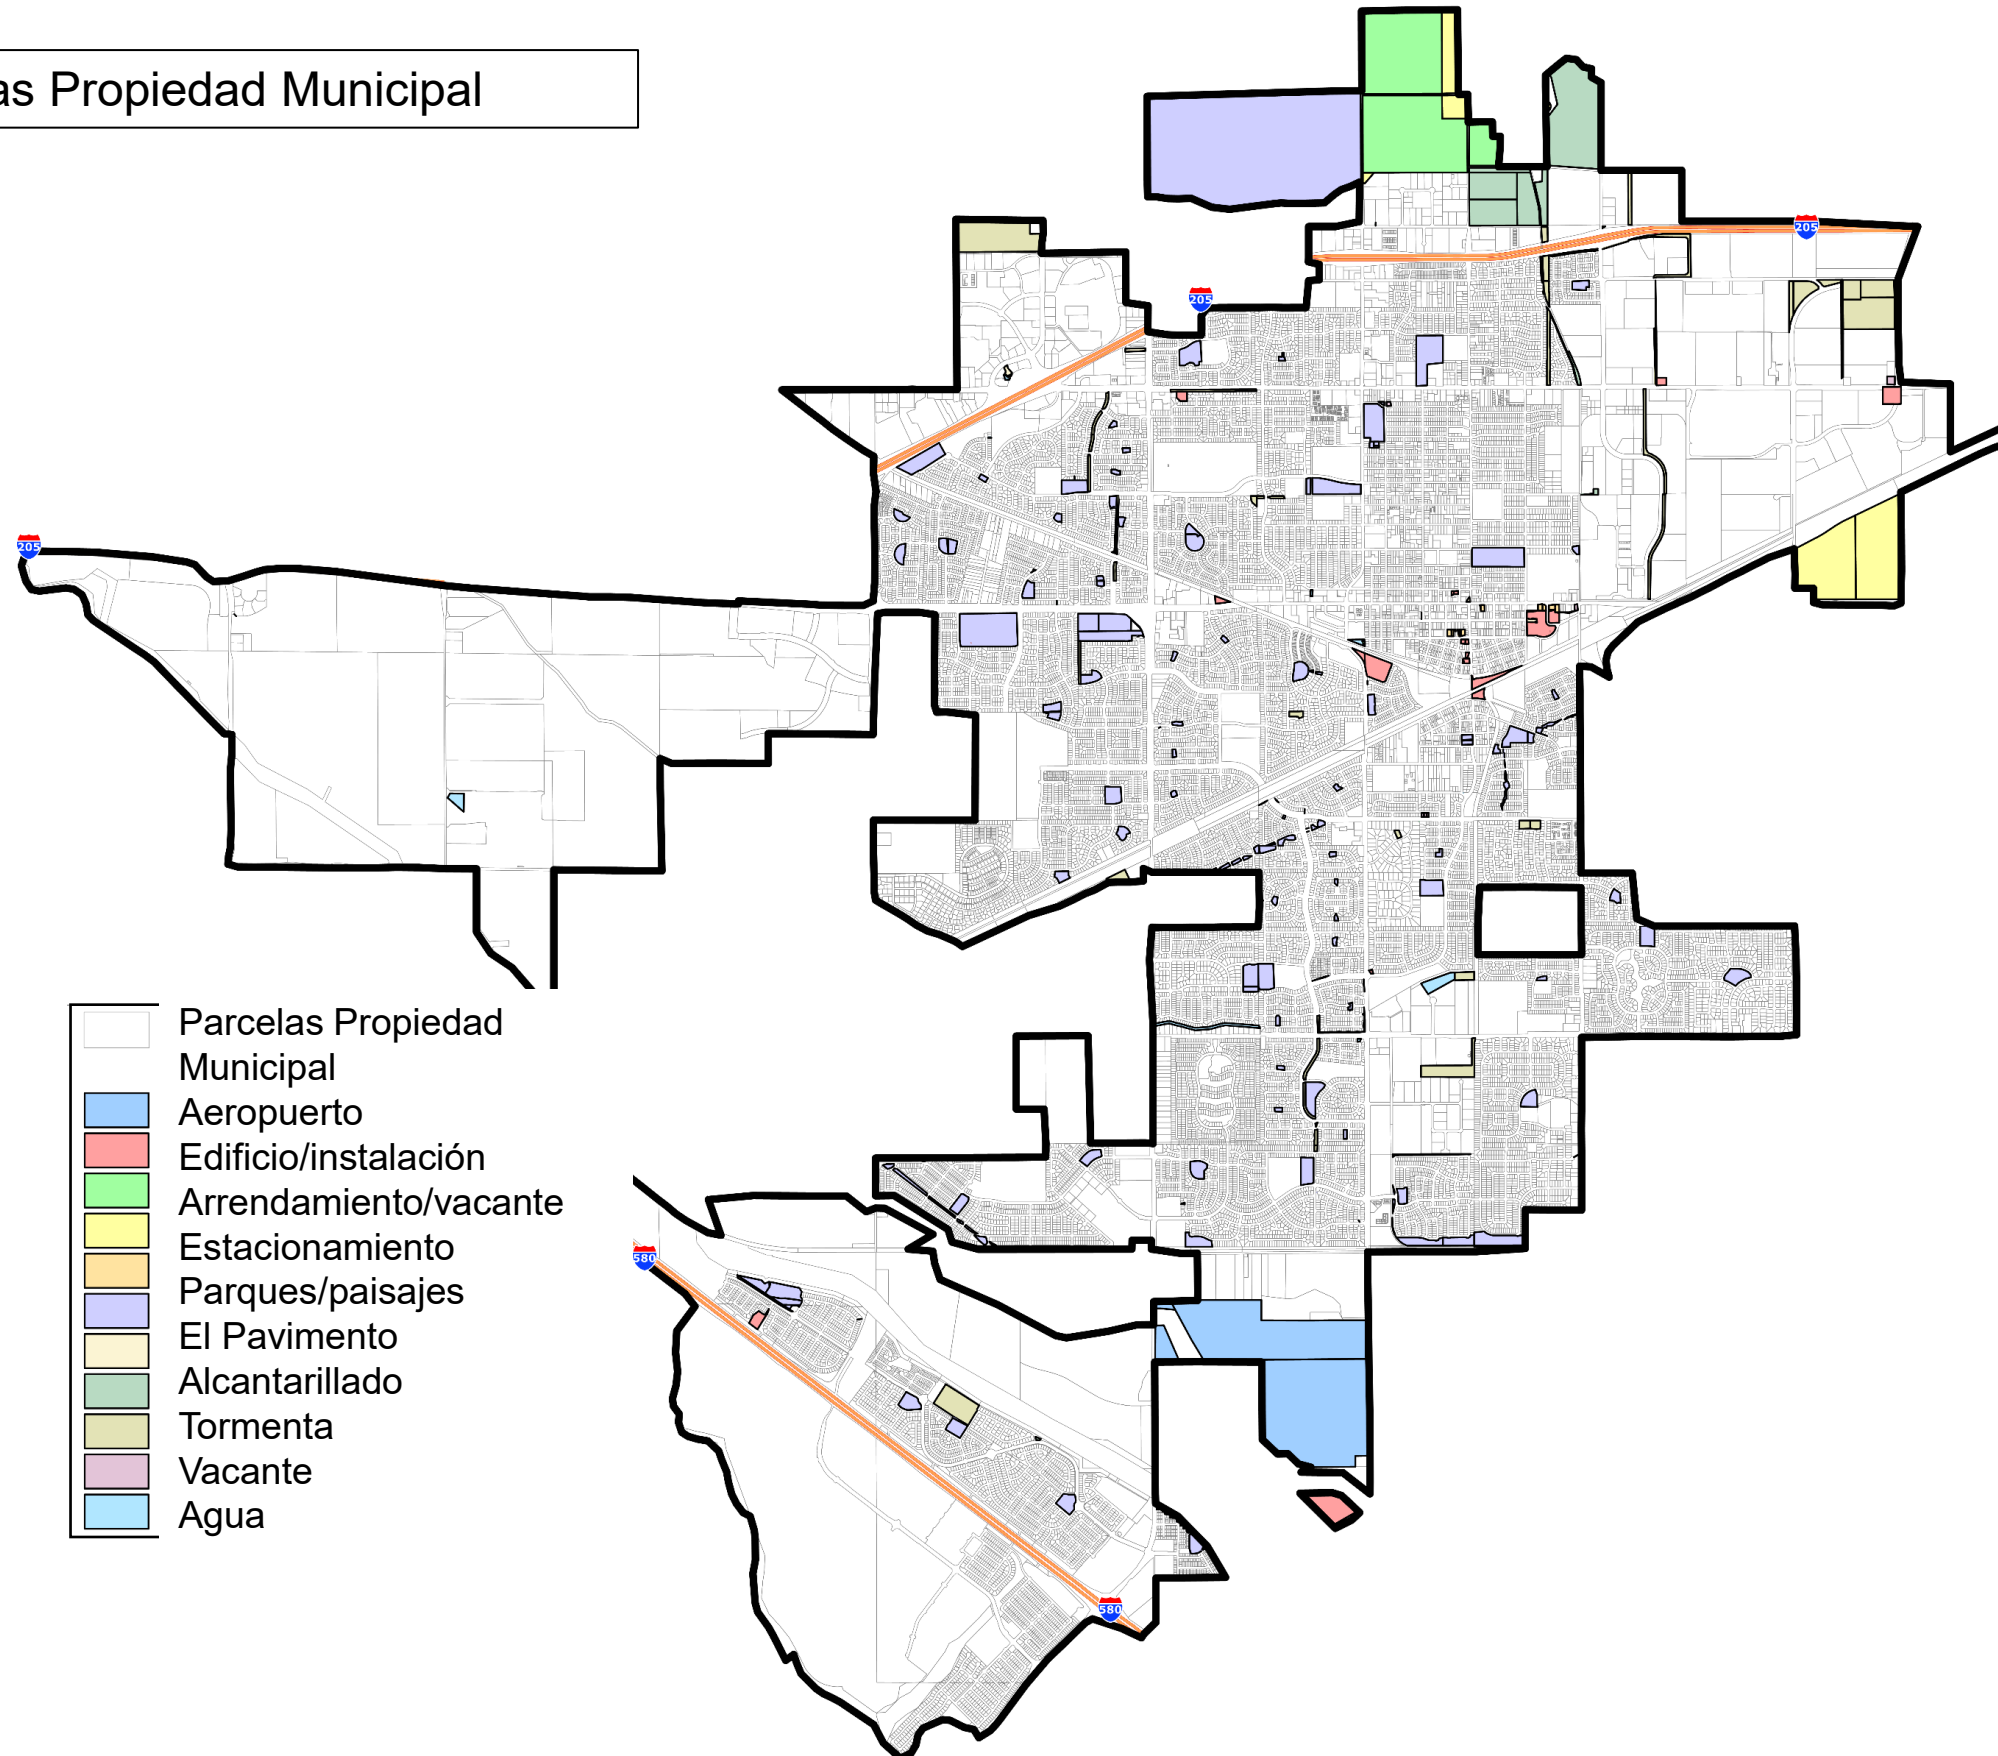 as Propiedad Municipal
205
205
205
Parcelas Propiedad
Municipal
Aeropuerto
Edificio/instalación
Arrendamiento/vacante
Estacionamiento
Parques/paisajes
El Pavimento
Alcantarillado
Tormenta
Vacante
Agua
580
580